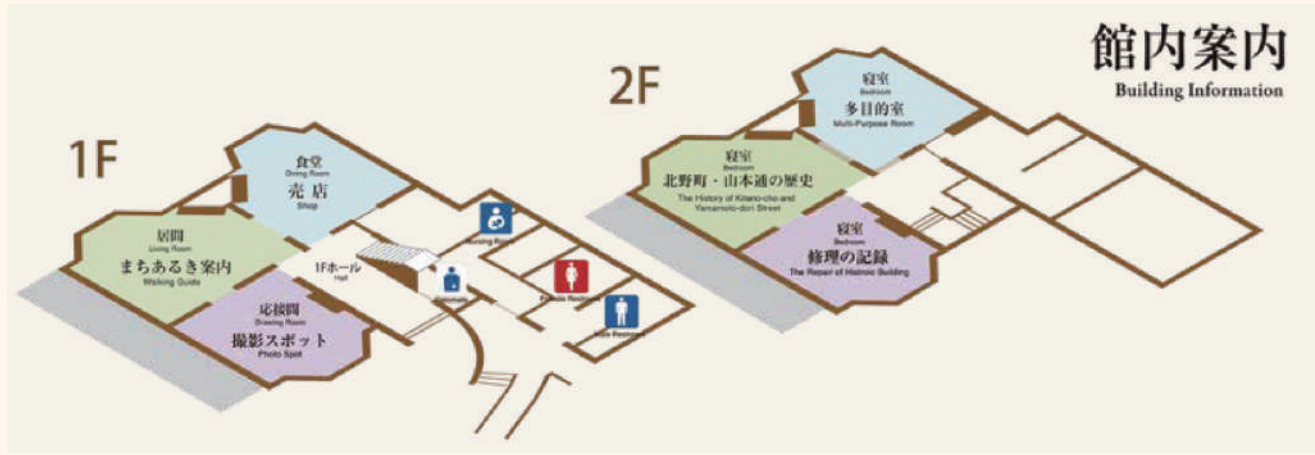 館内案内
Building Information
1F
食堂
Dining Room
売店
Shop
居間
Living Room
まちあるき案内
Walking Guide
応接間
Drawing Room
撮影スポット
Photo Spot
1Fホール
Hall
Nursing Room
Female Restroom
Male Restroom
2F
寝室
Bedroom
多目的室
Multi-Purpose Room
寝室
Bedroom
北野町・山本通の歴史
The History of Kitano-cho and
Yamamoto-dori Street
寝室
Bedroom
修理の記録
The Repair of Historic Building